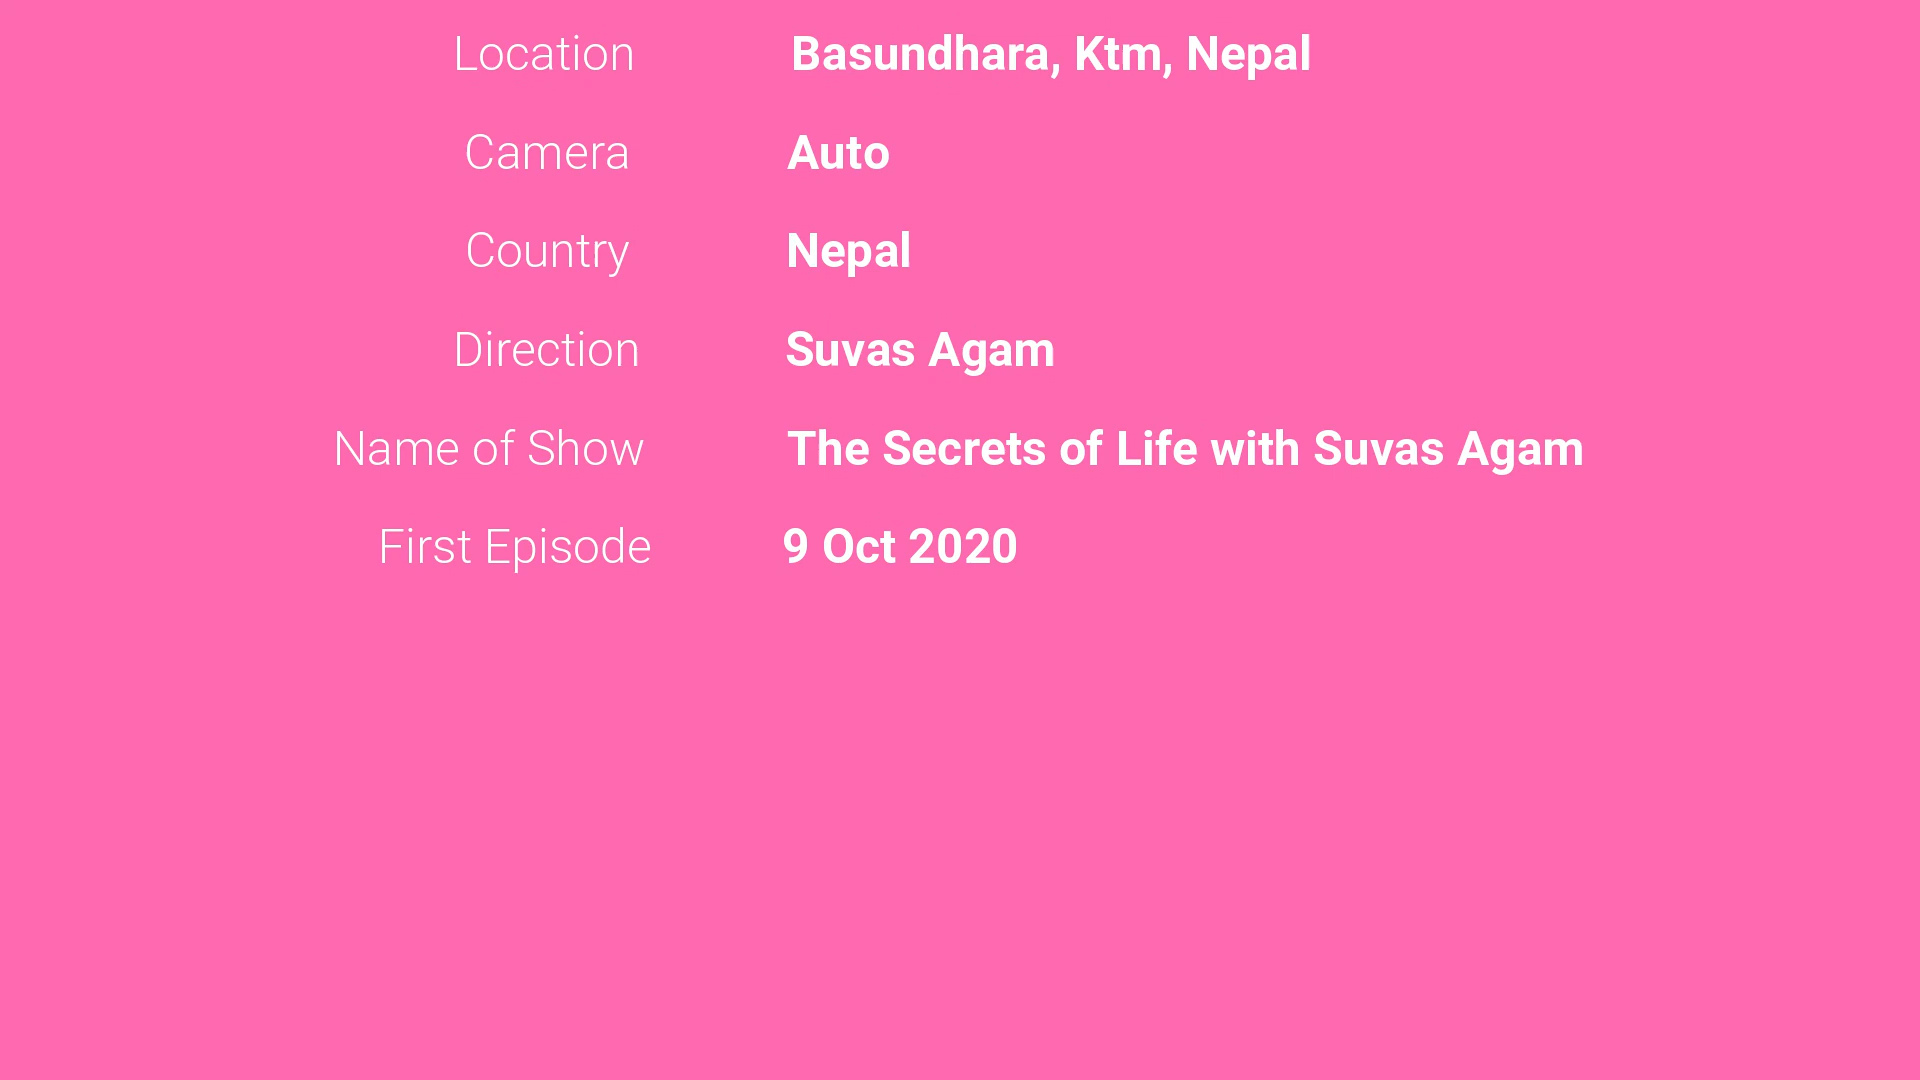 Location Basundhara, Ktm, Nepal
Camera Auto
Country Nepal
Direction Suvas Agam
Name of Show The Secrets of Life with Suvas Agam
First Episode 9 Oct 2020